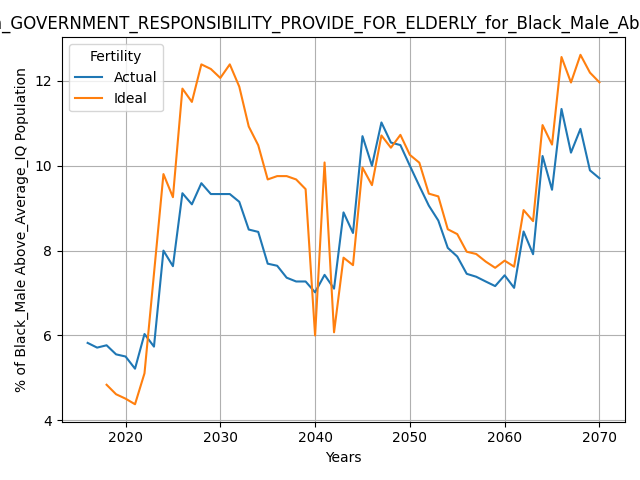 _GOVERNMENT_RESPONSIBILITY_PROVIDE_FOR_ELDERLY_for_Black_Male_Ab
Fertility
Actual
Ideal
% of Black_Male Above_Average_IQ Population
12
10
8
6
4
2020 2030 2040 2050 2060 2070
Years